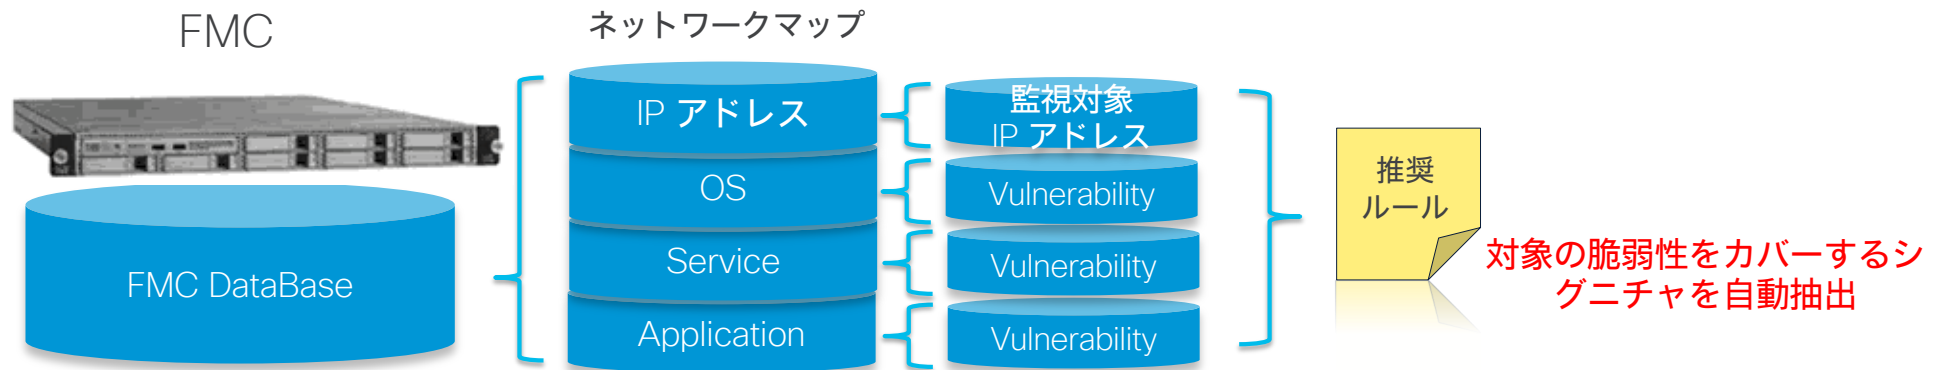 FMC
ネットワークマップ
FMC DataBase
IP アドレス
OS
Service
Application
監視対象
IP アドレス
Vulnerability
Vulnerability
Vulnerability
推奨
ルール
対象の脆弱性をカバーするシ
グニチャを自動抽出